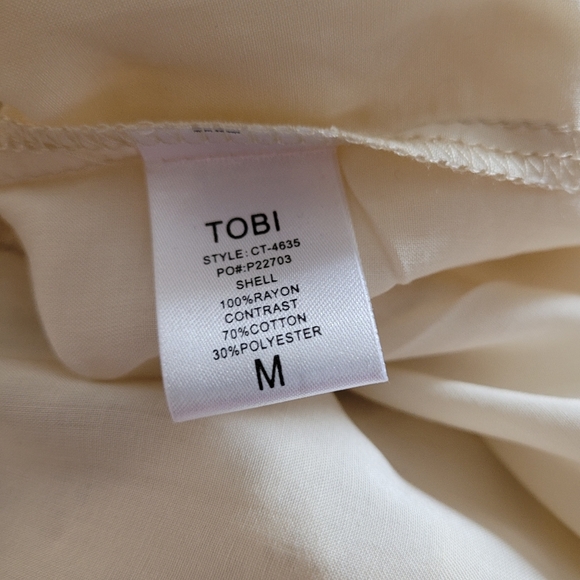 TOBI
STYLE: CT-4635
PO#:P22703
SHELL
100%RAYON
CONTRAST
70%COTTON
30%POLYESTER
M